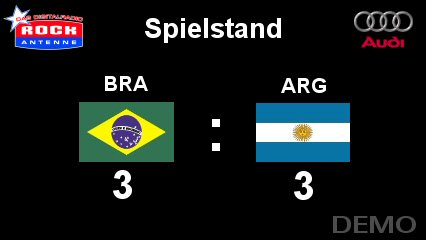 DAS DIGITALRADIO
ROCK
ANTENNE
Spielstand
Audi
BRA
ARG
:
3
3
DEMO